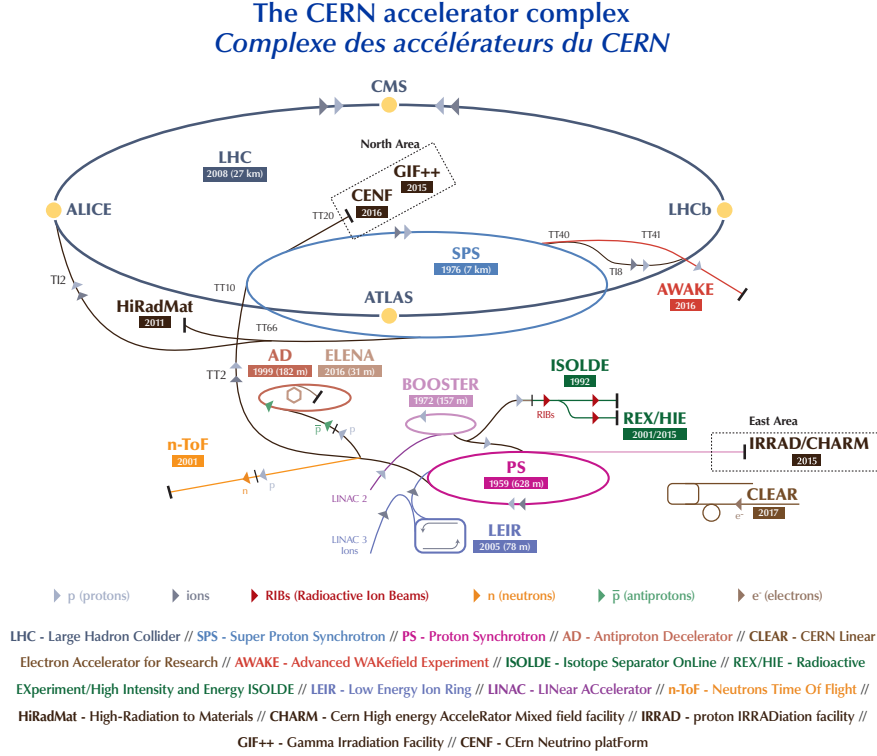 The CERN accelerator complex
Complexe des accélérateurs du CERN
CMS
North Area
LHC
2008 (27 km)
GIF++
2015
CENF
2016
ALICE
LHCb
TT20
TT40
TT41
SPS
1976 (7 km)
TI8
TI2
TT10
AWAKE
2016
ATLAS
HiRadMat
2011
TT66
AD
1999 (182 m)
ELENA
2016 (31 m)
TT2
ISOLDE
1992
BOOSTER
1972 (157 m)
RIBs
REX/HIE
2001/2015
East Area
p̅
p
n-ToF
2001
IRRAD/CHARM
2015
PS
1959 (628 m)
n
p
LINAC 2
CLEAR
2017
e-
LEIR
2005 (78 m)
LINAC 3
Ions
p (protons)
ions
RIBs (Radioactive Ion Beams)
n (neutrons)
p̅ (antiprotons)
e- (electrons)
LHC - Large Hadron Collider // SPS - Super Proton Synchrotron // PS - Proton Synchrotron // AD - Antiproton Decelerator // CLEAR - CERN Linear
Electron Accelerator for Research // AWAKE - Advanced WAKefield Experiment // ISOLDE - Isotope Separator OnLine // REX/HIE - Radioactive
EXperiment/High Intensity and Energy ISOLDE // LEIR - Low Energy Ion Ring // LINAC - LINear ACcelerator // n-ToF - Neutrons Time Of Flight //
HiRadMat - High-Radiation to Materials // CHARM - Cern High energy AcceleRator Mixed field facility // IRRAD - proton IRRADiation facility //
GIF++ - Gamma Irradiation Facility // CENF - CErn Neutrino platForm